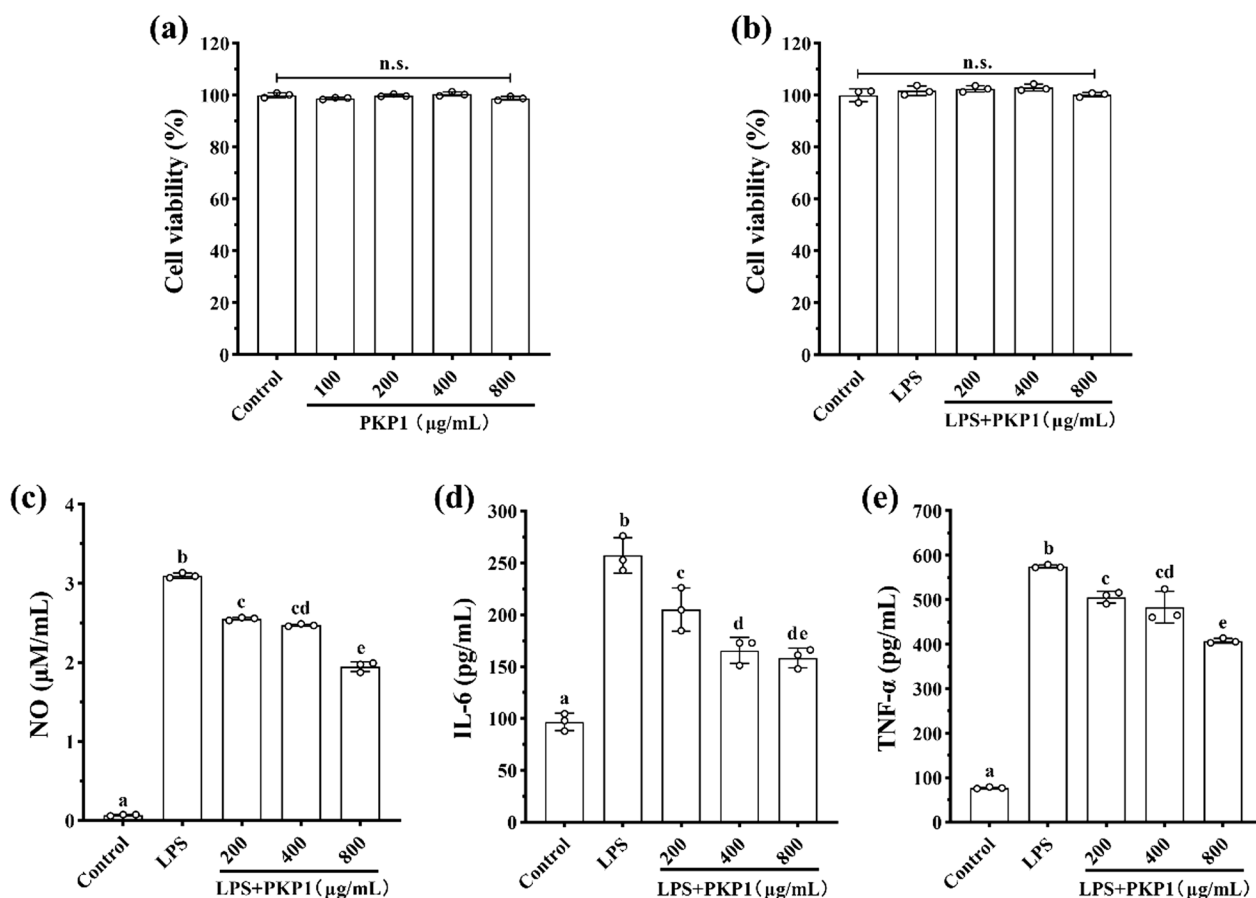 (a)
120
100
80
60
40
20
0
Cell viability (%)
n.s.
Control
100
200
400
800
PKP1 (μg/mL)
(b)
120
100
80
60
40
20
0
Cell viability (%)
n.s.
Control
LPS
200
400
800
LPS+PKP1(μg/mL)
(c)
4
3
2
1
0
NO (μM/mL)
a
b
c
cd
e
Control
LPS
200
400
800
LPS+PKP1(μg/mL)
(d)
300
250
200
150
100
50
0
IL-6 (pg/mL)
a
b
c
d
de
Control
LPS
200
400
800
LPS+PKP1(μg/mL)
(e)
700
600
500
400
300
200
100
0
TNF-α (pg/mL)
a
b
c
cd
e
Control
LPS
200
400
800
LPS+PKP1(μg/mL)